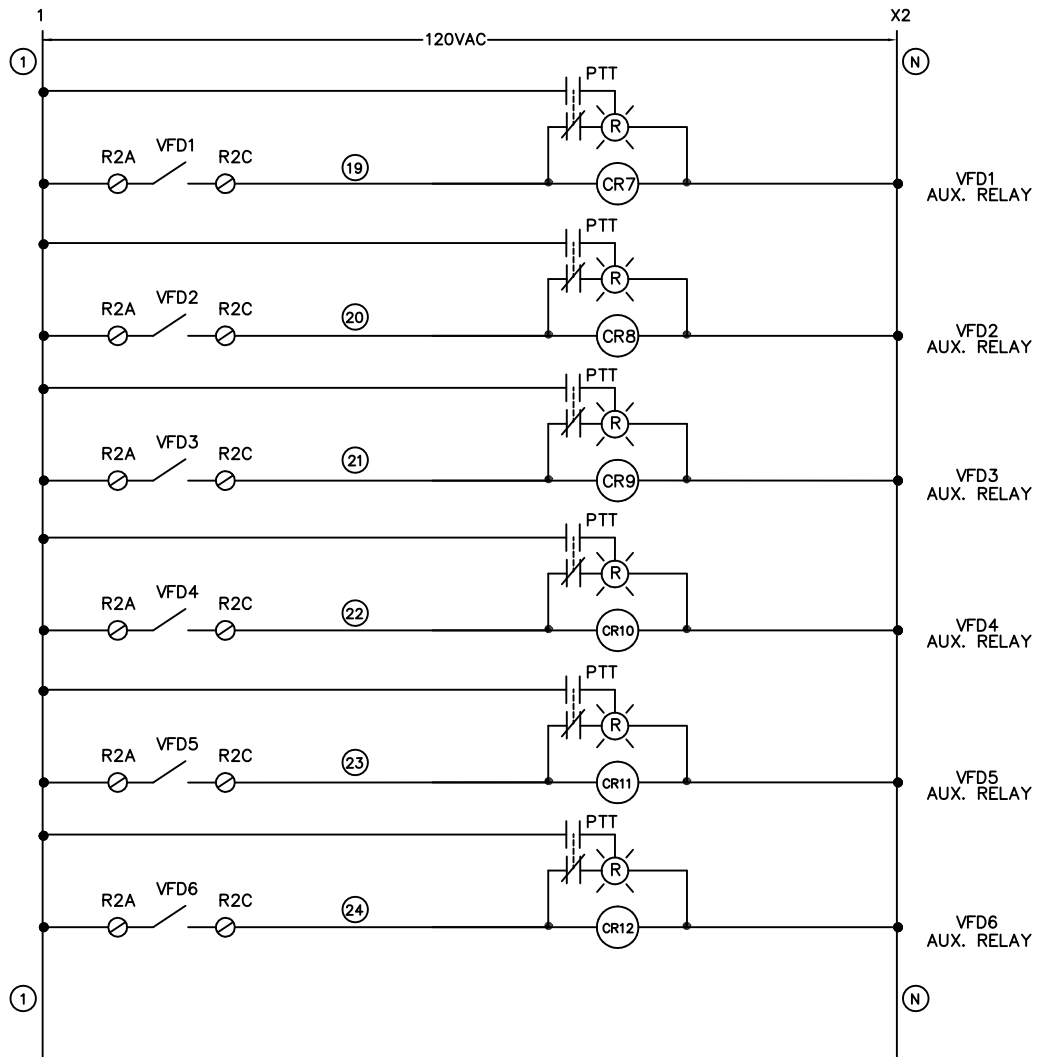 1 X2
120VAC
1 N
PTT
R
R2A VFD1 R2C 19 CR7
VFD1
AUX. RELAY
PTT
R
R2A VFD2 R2C 20 CR8
VFD2
AUX. RELAY
PTT
R
R2A VFD3 R2C 21 CR9
VFD3
AUX. RELAY
PTT
R
R2A VFD4 R2C 22 CR10
VFD4
AUX. RELAY
PTT
R
R2A VFD5 R2C 23 CR11
VFD5
AUX. RELAY
PTT
R
R2A VFD6 R2C 24 CR12
VFD6
AUX. RELAY
1 N